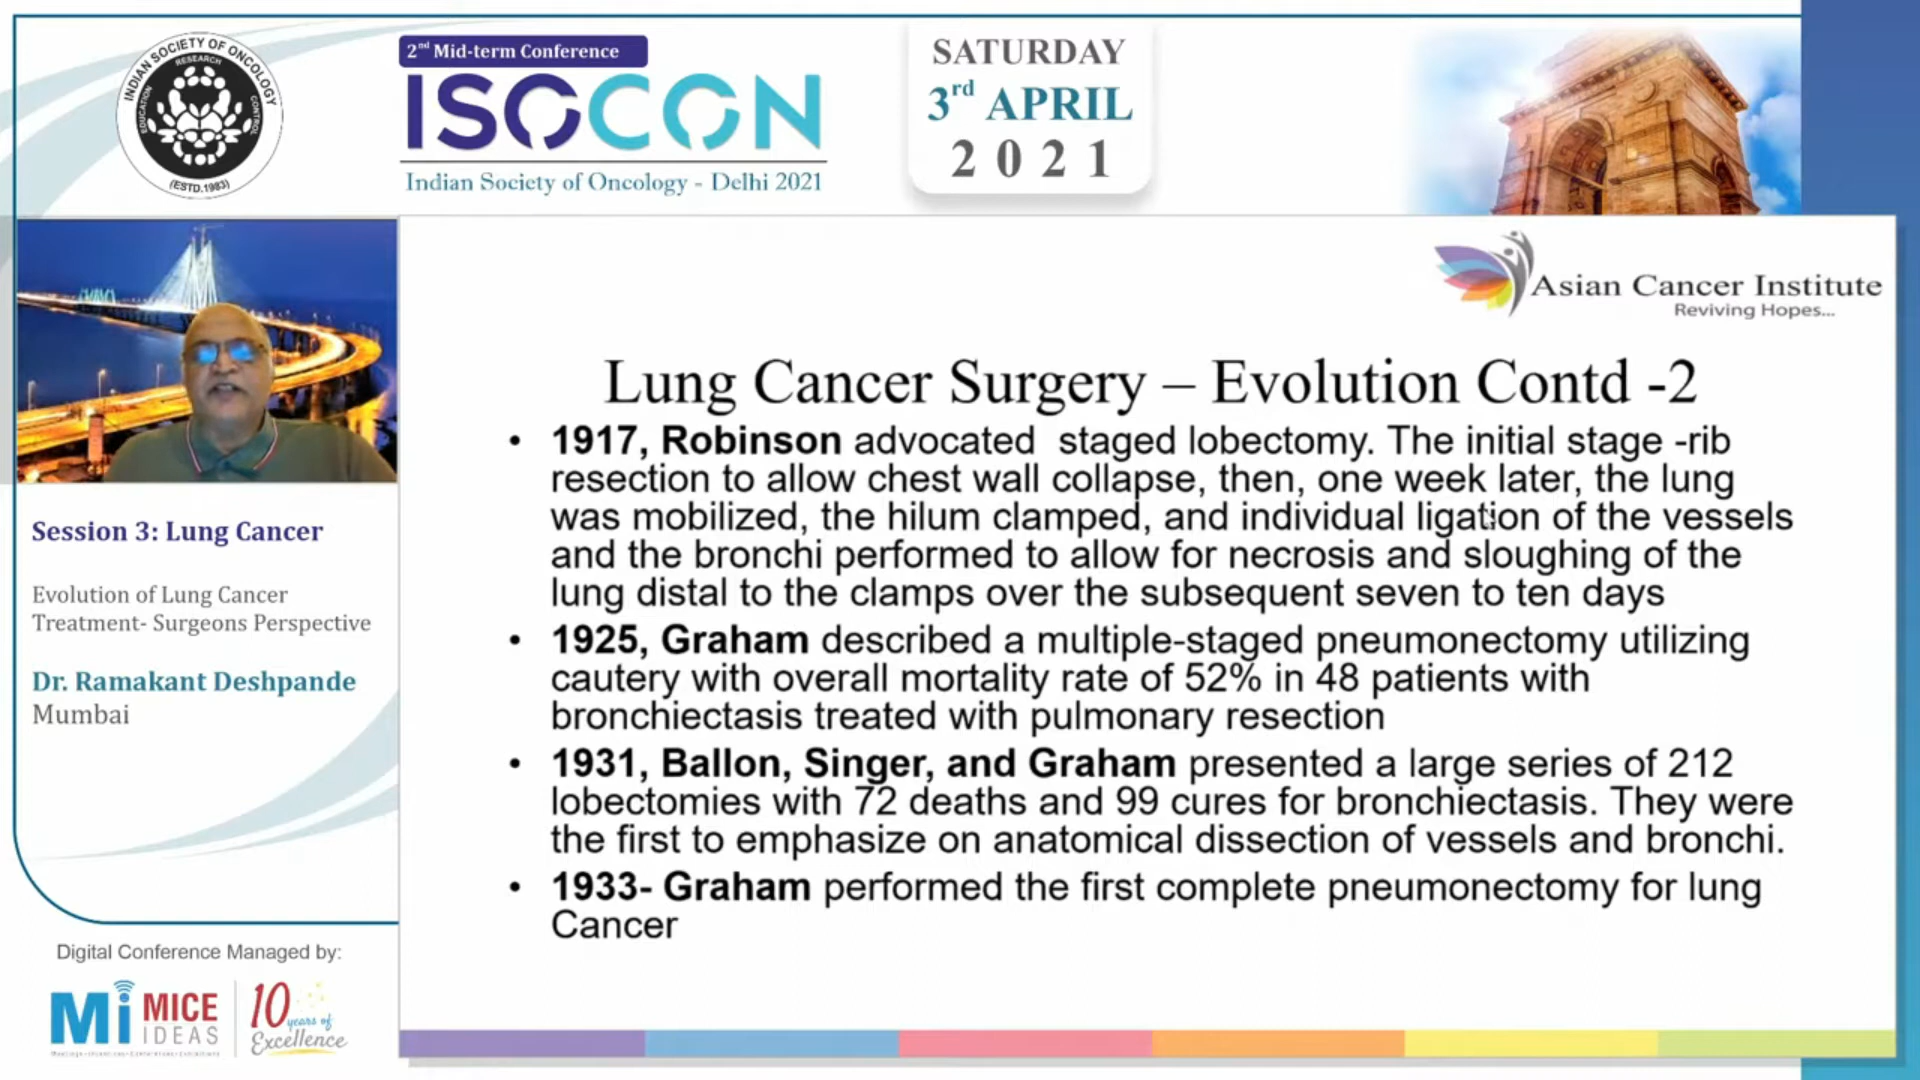 INDIAN SOCIETY OF ONCOLOGY
RESEARCH
EDUCATION
CONTROL
(ESTD.1983)
2nd Mid-term Conference
ISOCON
Indian Society of Oncology - Delhi 2021
SATURDAY
3rd APRIL
2021
Asian Cancer Institute
Reviving Hopes...
Session 3: Lung Cancer
Evolution of Lung Cancer
Treatment- Surgeons Perspective
Dr. Ramakant Deshpande
Mumbai
Digital Conference Managed by:
Mi MICE
IDEAS
10
years of
Excellence
Lung Cancer Surgery – Evolution Contd -2
• 1917, Robinson advocated  staged lobectomy. The initial stage -rib
resection to allow chest wall collapse, then, one week later, the lung
was mobilized, the hilum clamped, and individual ligation of the vessels
and the bronchi performed to allow for necrosis and sloughing of the
lung distal to the clamps over the subsequent seven to ten days
• 1925, Graham described a multiple-staged pneumonectomy utilizing
cautery with overall mortality rate of 52% in 48 patients with
bronchiectasis treated with pulmonary resection
• 1931, Ballon, Singer, and Graham presented a large series of 212
lobectomies with 72 deaths and 99 cures for bronchiectasis. They were
the first to emphasize on anatomical dissection of vessels and bronchi.
• 1933- Graham performed the first complete pneumonectomy for lung
Cancer